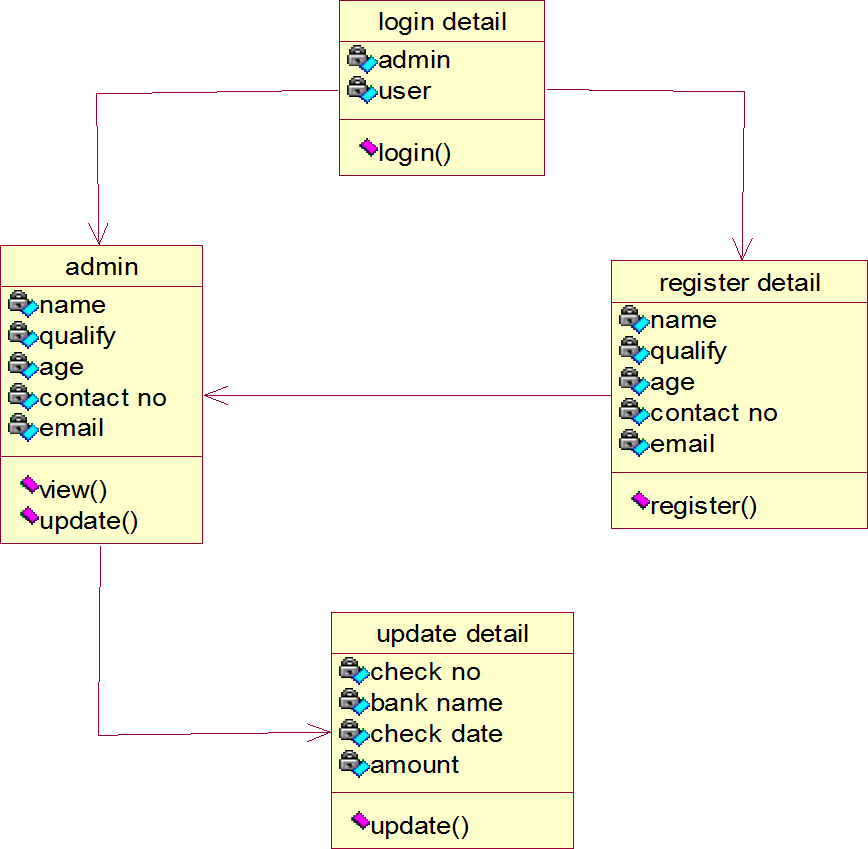 login detail
admin
user
login()
admin
name
qualify
age
contact no
email
view()
update()
register detail
name
qualify
age
contact no
email
register()
update detail
check no
bank name
check date
amount
update()